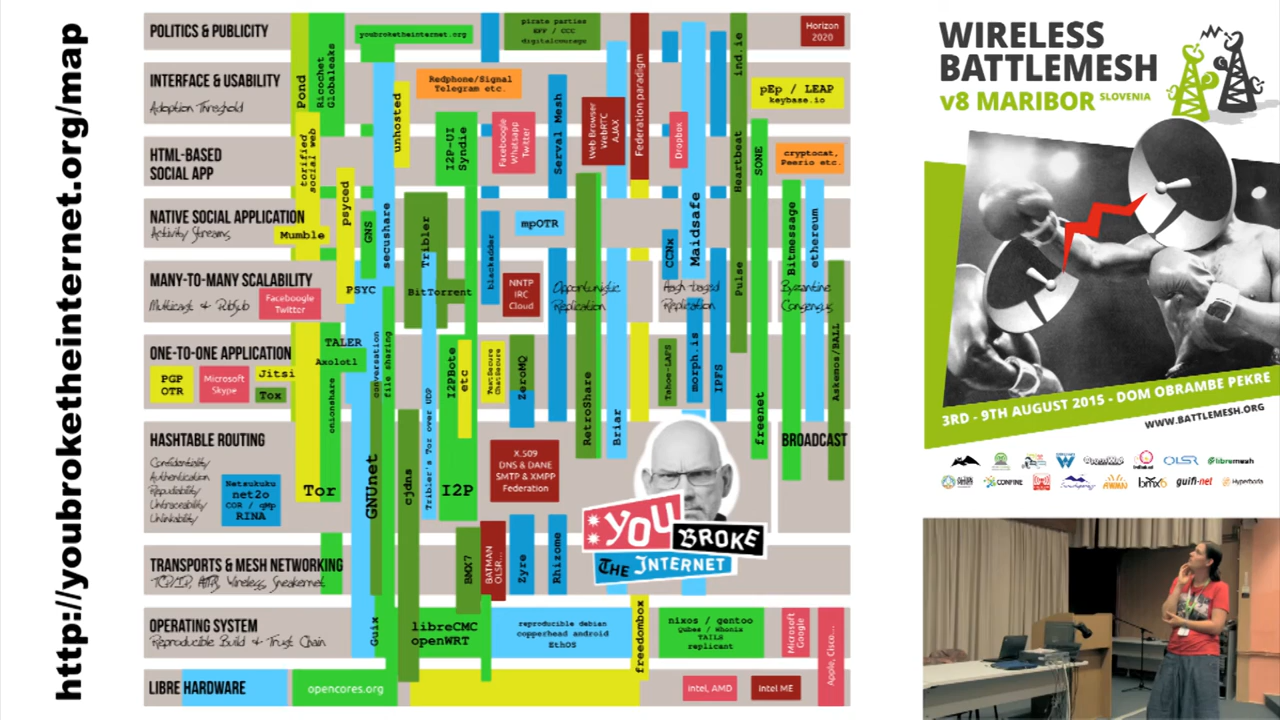 http://youbroketheinternet.org/map
POLITICS & PUBLICITY
youbroketheinternet.org
pirate parties
EFF / CCC
digitalcourage
Horizon
2020
INTERFACE & USABILITY
Adoption Threshold
Pond
Ricochet
Globaleaks
unhosted
Redphone/Signal
Telegram etc.
Serval Mesh
Web Browser
WebRTC
AJAX
Federation paradigm
ind.ie
pEp / LEAP
keybase.io
HTML-BASED
SOCIAL APP
torified
social web
I2P-UI
Syndie
Faceboogle
Whatsapp
Twitter
Dropbox
Heartbeat
SONE
cryptocat,
Peerio etc.
NATIVE SOCIAL APPLICATION
Activity Streams
Mumble
psyced
GNS
secushare
Tribler
blackadder
mpOTR
CCNx
Maidsafe
Bitmessage
ethereum
MANY-TO-MANY SCALABILITY
Multicast & PubSub
Faceboogle
Twitter
PSYC
BitTorrent
NNTP
IRC
Cloud
Opportunistic
Replication
Hash-based
Replication
Pulse
Byzantine
Consensus
ONE-TO-ONE APPLICATION
PGP
OTR
Microsoft
Skype
Jitsi
Tox
TALER
Axolotl
onionshare
conversation
file sharing
Tribler's Tor over UDP
I2PBote
etc
TextSecure
ChatSecure
ZeroMQ
RetroShare
Briar
Tahoe-LAFS
morph.is
IPFS
freenet
Askemos/BALL
HASHTABLE ROUTING
Confidentiality
Authentication
Repudiability
Untraceability
Unlinkability
Netsukuku
net2o
COR / qMp
RINA
Tor
GNUnet
cjdns
I2P
X.509
DNS & DANE
SMTP & XMPP
Federation
BROADCAST
YOU
BROKE
THE INTERNET
TRANSPORTS & MESH NETWORKING
BMX7
BATMAN
OLSR...
Zyre
Rhizome
OPERATING SYSTEM
Reproducible Build & Trust Chain
Guix
libreCMC
openWRT
reproducible debian
copperhead android
EthOS
freedombox
nixos / gentoo
Qubes / Whonix
TAILS
replicant
Microsoft
Google
Apple, Cisco...
LIBRE HARDWARE
opencores.org
intel, AMD
intel ME
WIRELESS
BATTLEMESH
v8 MARIBOR SLOVENIA
3RD - 9TH AUGUST 2015 - DOM OBRAMBE PEKRE
WWW.BATTLEMESH.ORG
OLSR
libremesh
CONFINE
bmx6
guifi·net
Hyperboria